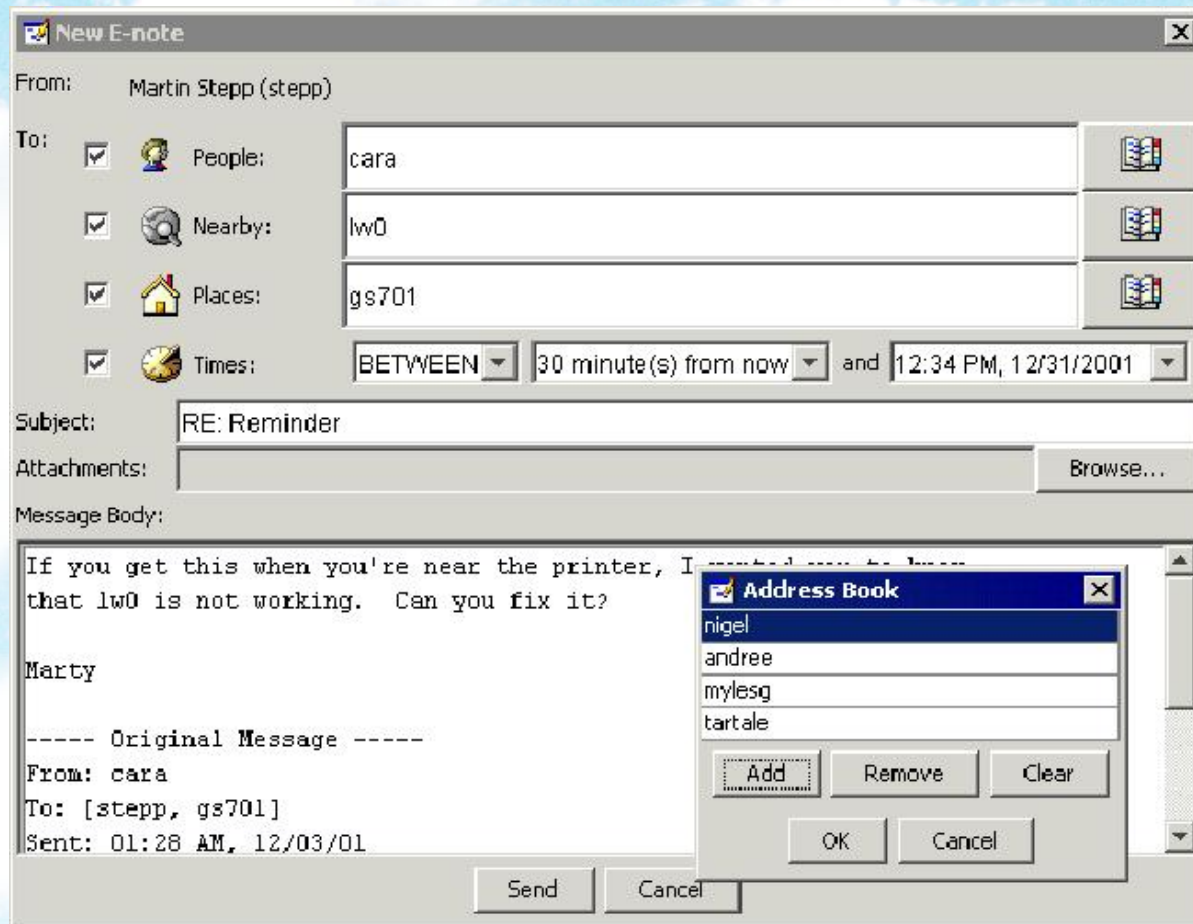 New E-note
From: Martin Stepp (stepp)
To: People: cara
Nearby: lw0
Places: gs701
Times: BETWEEN 30 minute(s) from now and 12:34 PM, 12/31/2001
Subject: RE: Reminder
Attachments: Browse...
Message Body:
If you get this when you're near the printer, I wanted you to know
that lw0 is not working. Can you fix it?
Marty
----- Original Message -----
From: cara
To: [stepp, gs701]
Sent: 01:28 AM, 12/03/01
Address Book
nigel
andree
mylesg
tartale
Add Remove Clear
OK Cancel
Send Cancel